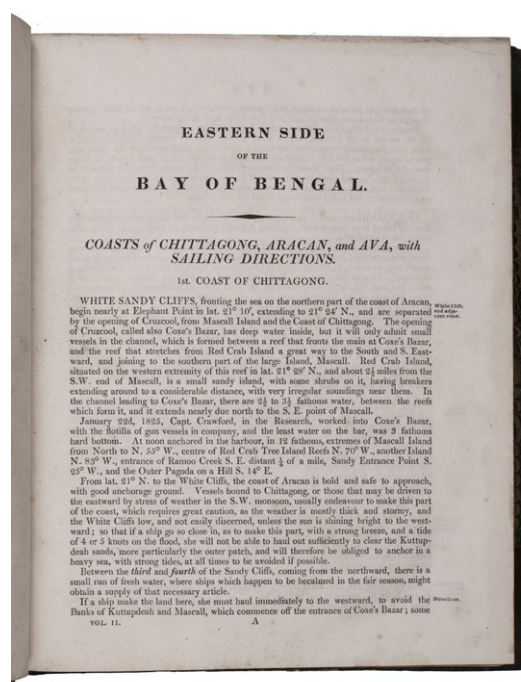 EASTERN SIDE
OF THE
BAY OF BENGAL.
COASTS of CHITTAGONG, ARACAN, and AVA, with
SAILING DIRECTIONS.
1st. COAST OF CHITTAGONG.
WHITE SANDY CLIFFS, fronting the sea on the northern part of the coast of Aracan,
White Cliffs and adjacent coast.
begin nearly at Elephant Point in lat. 21° 10′, extending to 21° 24′ N., and are separated
by the opening of Cruzcool, from Mascall Island and the Coast of Chittagong. The opening
of Cruzcool, called also Coxe's Bazar, has deep water inside, but it will only admit small
vessels in the channel, which is formed between a reef that fronts the main at Coxe's Bazar,
and the reef that stretches from Red Crab Island a great way to the South and S. East-
ward, and joining to the southern part of the large Island, Mascall. Red Crab Island,
situated on the western extremity of this reef in lat. 21° 28′ N., and about 2½ miles from the
S.W. end of Mascall, is a small sandy island, with some shrubs on it, having breakers
extending around to a considerable distance, with very irregular soundings near them. In
the channel leading to Coxe's Bazar, there are 2½ to 3½ fathoms water, between the reefs
which form it, and it extends nearly due north to the S. E. point of Mascall.
January 22d, 1825, Capt. Crawford, in the Research, worked into Coxe's Bazar,
with the flotilla of gun vessels in company, and the least water on the bar, was 3 fathoms
hard bottom. At noon anchored in the harbour, in 12 fathoms, extremes of Mascall Island
from North to N. 55° W., centre of Red Crab Tree Island Reefs N. 70° W., another Island
N. 83° W., entrance of Ramoo Creek S. E. distant ¼ of a mile, Sandy Entrance Point S.
25° W., and the Outer Pagoda on a Hill S. 14° E.
From lat. 21° N. to the White Cliffs, the coast of Aracan is bold and safe to approach,
with good anchorage ground. Vessels bound to Chittagong, or those that may be driven to
the eastward by stress of weather in the S.W. monsoon, usually endeavour to make this part
of the coast, which requires great caution, as the weather is mostly thick and stormy, and
the White Cliffs low, and not easily discerned, unless the sun is shining bright to the west-
ward; so that if a ship go so close in, as to make this part, with a strong breeze, and a tide
of 4 or 5 knots on the flood, she will not be able to haul out sufficiently to clear the Kuttup-
deah sands, more particularly the outer patch, and will therefore be obliged to anchor in a
heavy sea, with strong tides, at all times to be avoided if possible.
Between the third and fourth of the Sandy Cliffs, coming from the northward, there is a
small run of fresh water, where ships which happen to be becalmed in the fair season, might
obtain a supply of that necessary article.
If a ship make the land here, she must haul immediately to the westward, to avoid the
Directions.
Banks of Kuttupdeah and Mascall, which commence off the entrance of Coxe's Bazar; some
VOL. II. A